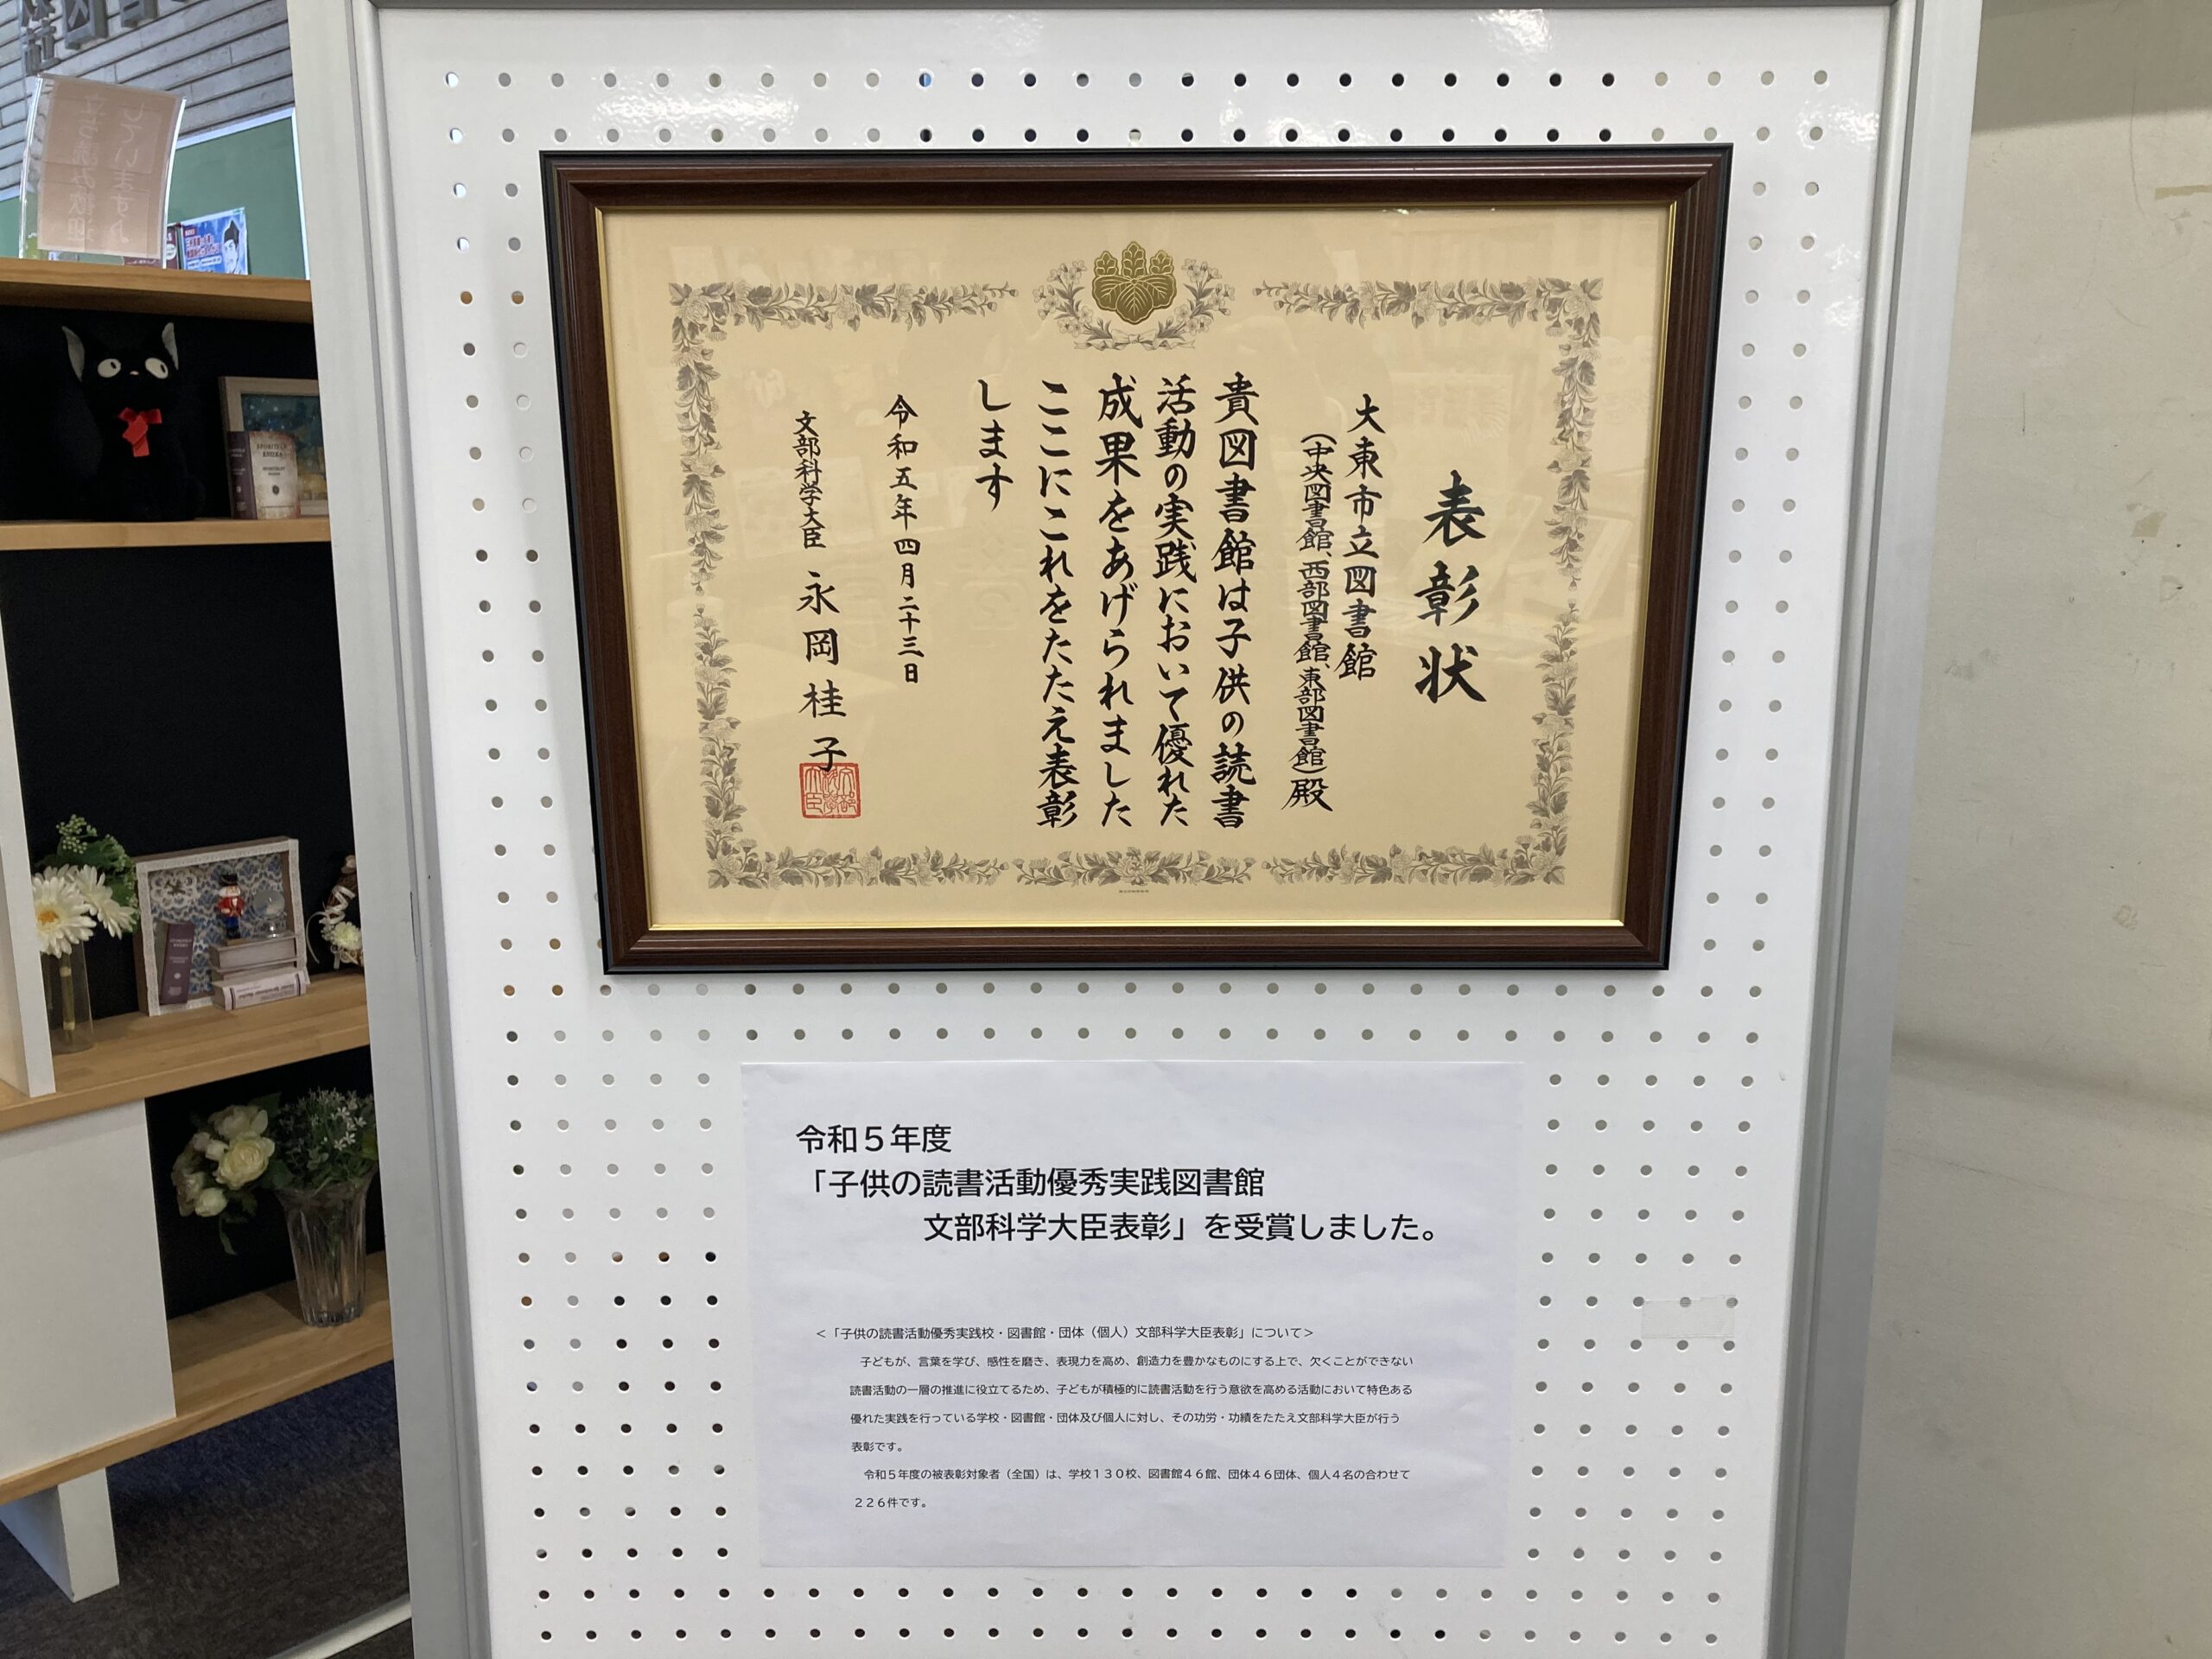 表彰状
大東市立図書館
（中央図書館、西部図書館、東部図書館）殿
貴図書館は子供の読書
活動の実践において優れた
成果をあげられました
ここにこれをたたえ表彰
します
令和五年四月二十三日
文部科学大臣 永岡桂子
令和５年度
「子供の読書活動優秀実践図書館
文部科学大臣表彰」を受賞しました。
＜「子供の読書活動優秀実践校・図書館・団体（個人）文部科学大臣表彰」について＞
子どもが、言葉を学び、感性を磨き、表現力を高め、創造力を豊かなものにする上で、欠くことができない
読書活動の一層の推進に役立てるため、子どもが積極的に読書活動を行う意欲を高める活動において特色ある
優れた実践を行っている学校・図書館・団体及び個人に対し、その功労・功績をたたえ文部科学大臣が行う
表彰です。
令和５年度の被表彰対象者（全国）は、学校１３０校、図書館４６館、団体４６団体、個人４名の合わせて
２２６件です。